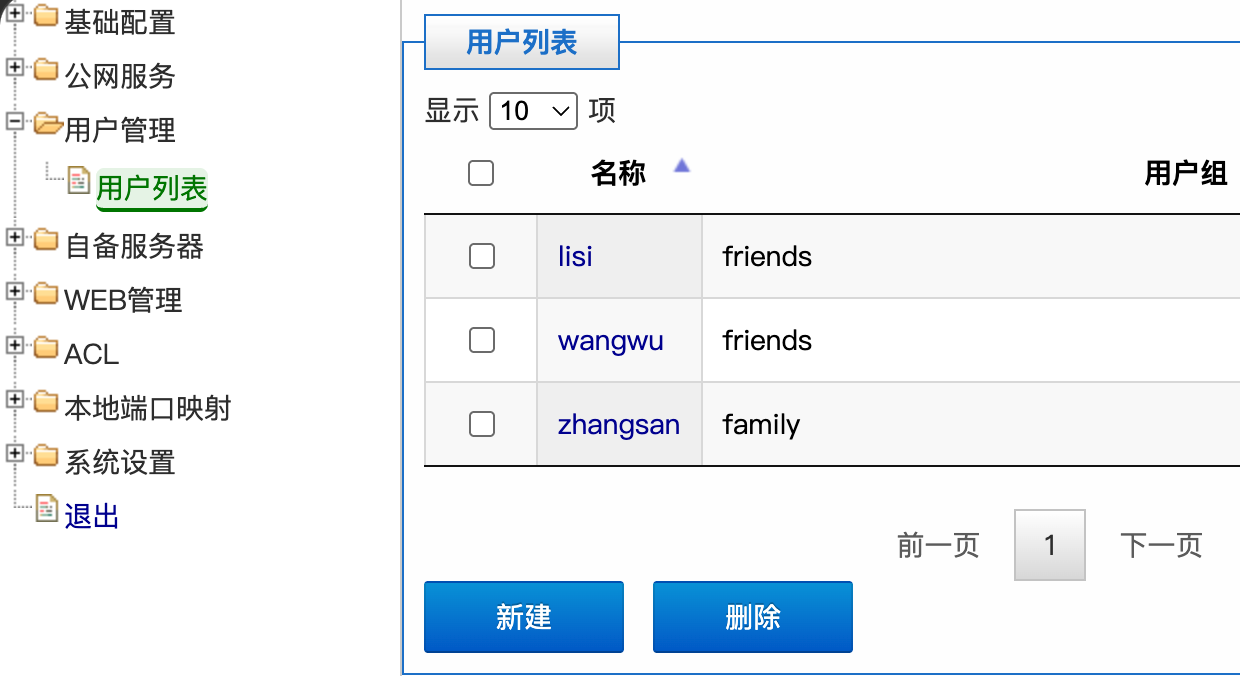 基础配置
公网服务
用户管理
用户列表
自备服务器
WEB管理
ACL
本地端口映射
系统设置
退出
用户列表
显示 10 项
名称 用户组
lisi friends
wangwu friends
zhangsan family
前一页 1 下一页
新建 删除